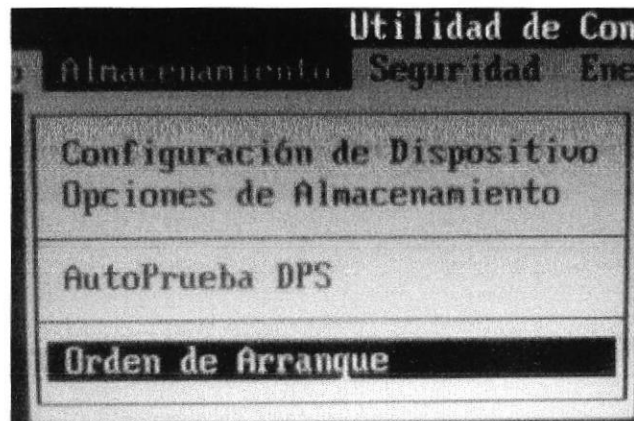 Utilidad de Con
Almacenamiento Seguridad Ene
Configuración de Dispositivo
Opciones de Almacenamiento
AutoPrueba DPS
Orden de Arranque